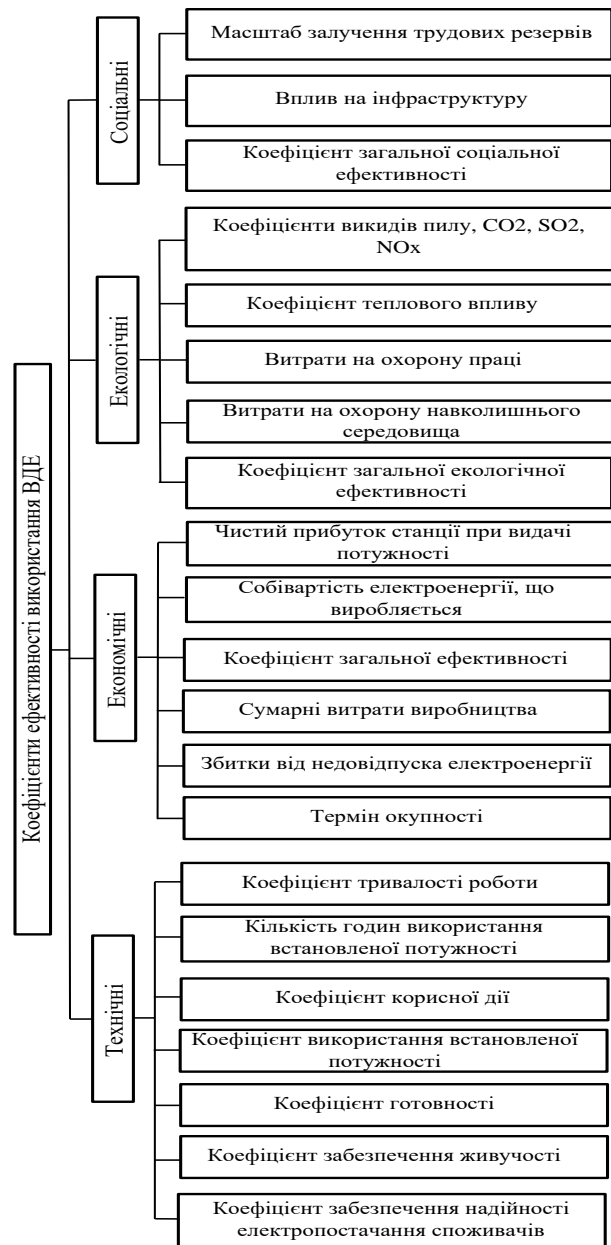 Коефіцієнти ефективності використання ВДЕ
Соціальні
Масштаб залучення трудових резервів
Вплив на інфраструктуру
Коефіцієнт загальної соціальної
ефективності
Екологічні
Коефіцієнти викидів пилу, CO2, SO2,
NOx
Коефіцієнт теплового впливу
Витрати на охорону праці
Витрати на охорону навколишнього
середовища
Коефіцієнт загальної екологічної
ефективності
Економічні
Чистий прибуток станції при видачі
потужності
Собівартість електроенергії, що
виробляється
Коефіцієнт загальної ефективності
Сумарні витрати виробництва
Збитки від недовідпуска електроенергії
Термін окупності
Технічні
Коефіцієнт тривалості роботи
Кількість годин використання
встановленої потужності
Коефіцієнт корисної дії
Коефіцієнт використання встановленої
потужності
Коефіцієнт готовності
Коефіцієнт забезпечення живучості
Коефіцієнт забезпечення надійності
електропостачання споживачів